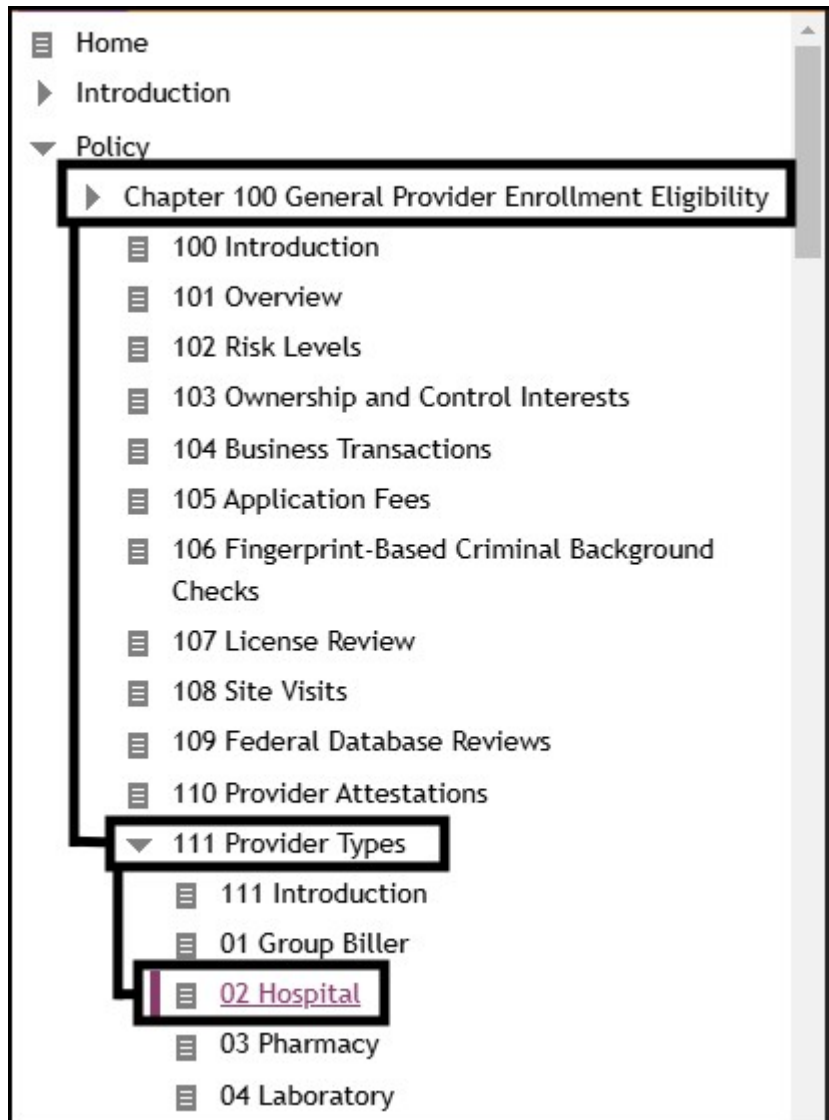 Home
Introduction
Policy
Chapter 100 General Provider Enrollment Eligibility
100 Introduction
101 Overview
102 Risk Levels
103 Ownership and Control Interests
104 Business Transactions
105 Application Fees
106 Fingerprint-Based Criminal Background
Checks
107 License Review
108 Site Visits
109 Federal Database Reviews
110 Provider Attestations
111 Provider Types
111 Introduction
01 Group Biller
02 Hospital
03 Pharmacy
04 Laboratory